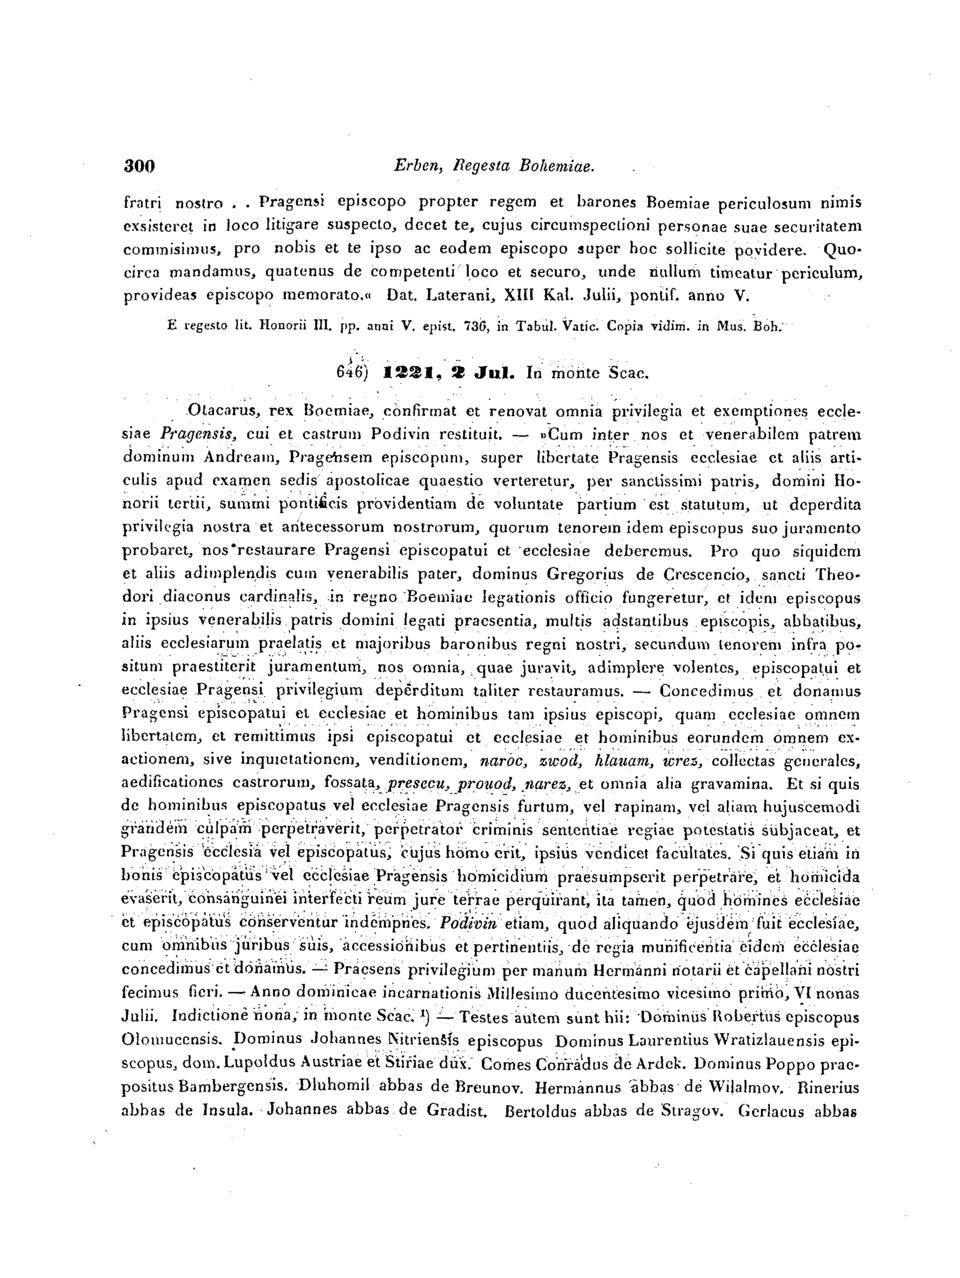 300 Erben, Regesta Bohemiae.
fratri nostro . . Pragensi episcopo propter regem et barones Boemiae periculosum nimis
exsisteret in loco litigare suspecto, decet te, cujus circumspectioni personae suae securitatem
commisimus, pro nobis et te ipso ac eodem episcopo super hoc sollicite povidere. Quo-
circa mandamus, quatenus de competenti loco et securo, unde nullum timeatur periculum,
provideas episcopo memorato.« Dat. Laterani, XIII Kal. Julii, pontif. anno V.
E regesto lit. Honorii III. pp. anni V. epist. 736, in Tabul. Vatic. Copia vidim. in Mus. Boh.
646) 1221, 2 Jul. In monte Scac.
Otacarus, rex Boemiae, confirmat et renovat omnia privilegia et exemptiones eccle-
siae Pragensis, cui et castrum Podivin restituit. — »Cum inter nos et venerabilem patrem
dominum Andream, Pragensem episcopum, super libertate Pragensis ecclesiae et aliis arti-
culis apud examen sedis apostolicae quaestio verteretur, per sanctissimi patris, domini Ho-
norii tertii, summi pontificis providentiam de voluntate partium est statutum, ut deperdita
privilegia nostra et antecessorum nostrorum, quorum tenorem idem episcopus suo juramento
probaret, nos restaurare Pragensi episcopatui et ecclesiae deberemus. Pro quo siquidem
et aliis adimplendis cum venerabilis pater, dominus Gregorius de Crescencio, sancti Theo-
dori diaconus cardinalis, in regno Boemiae legationis officio fungeretur, et idem episcopus
in ipsius venerabilis patris domini legati praesentia, multis adstantibus episcopis, abbatibus,
aliis ecclesiarum praelatis et majoribus baronibus regni nostri, secundum tenorem infra po-
situm praestiterit juramentum, nos omnia, quae juravit, adimplere volentes, episcopatui et
ecclesiae Pragensi privilegium deperditum taliter restauramus. — Concedimus et donamus
Pragensi episcopatui et ecclesiae et hominibus tam ipsius episcopi, quam ecclesiae omnem
libertatem, et remittimus ipsi episcopatui et ecclesiae et hominibus eorundem omnem ex-
actionem, sive inquietationem, venditionem, naroc, zwod, hlauam, wrez, collectas generales,
aedificationes castrorum, fossata, presecu, prouod, narez, et omnia alia gravamina. Et si quis
de hominibus episcopatus vel ecclesiae Pragensis furtum, vel rapinam, vel aliam hujuscemodi
grandem culpam perpetraverit, perpetrator criminis sententiae regiae potestatis subjaceat, et
Pragensis ecclesia vel episcopatus, cujus homo erit, ipsius vendicet facultates. Si quis etiam in
bonis episcopatus vel ecclesiae Pragensis homicidium praesumpserit perpetrare, et homicida
evaserit, consanguinei interfecti reum jure terrae perquirant, ita tamen, quod homines ecclesiae
et episcopatus conserventur indempnes. Podivin etiam, quod aliquando ejusdem fuit ecclesiae,
cum omnibus juribus suis, accessionibus et pertinentiis, de regia munificentia eidem ecclesiae
concedimus et donamus. — Praesens privilegium per manum Hermanni notarii et capellani nostri
fecimus fieri. — Anno dominicae incarnationis Millesimo ducentesimo vicesimo primo, VI nonas
Julii. Indictione nona, in monte Scac. ¹) — Testes autem sunt hii: Dominus Robertus episcopus
Olomucensis. Dominus Johannes Nitriensis episcopus Dominus Laurentius Wratizlauensis epi-
scopus, dom. Lupoldus Austriae et Stiriae dux. Comes Conradus de Ardek. Dominus Poppo prae-
positus Bambergensis. Dluhomil abbas de Breunov. Hermannus abbas de Wilalmov. Rinerius
abbas de Insula. Johannes abbas de Gradist. Bertoldus abbas de Stragov. Gerlacus abbas